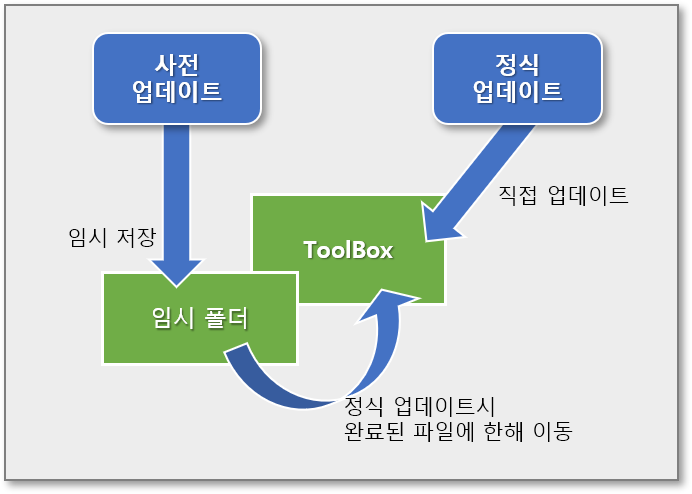 사전
업데이트
정식
업데이트
직접 업데이트
임시 저장
ToolBox
임시 폴더
정식 업데이트시
완료된 파일에 한해 이동